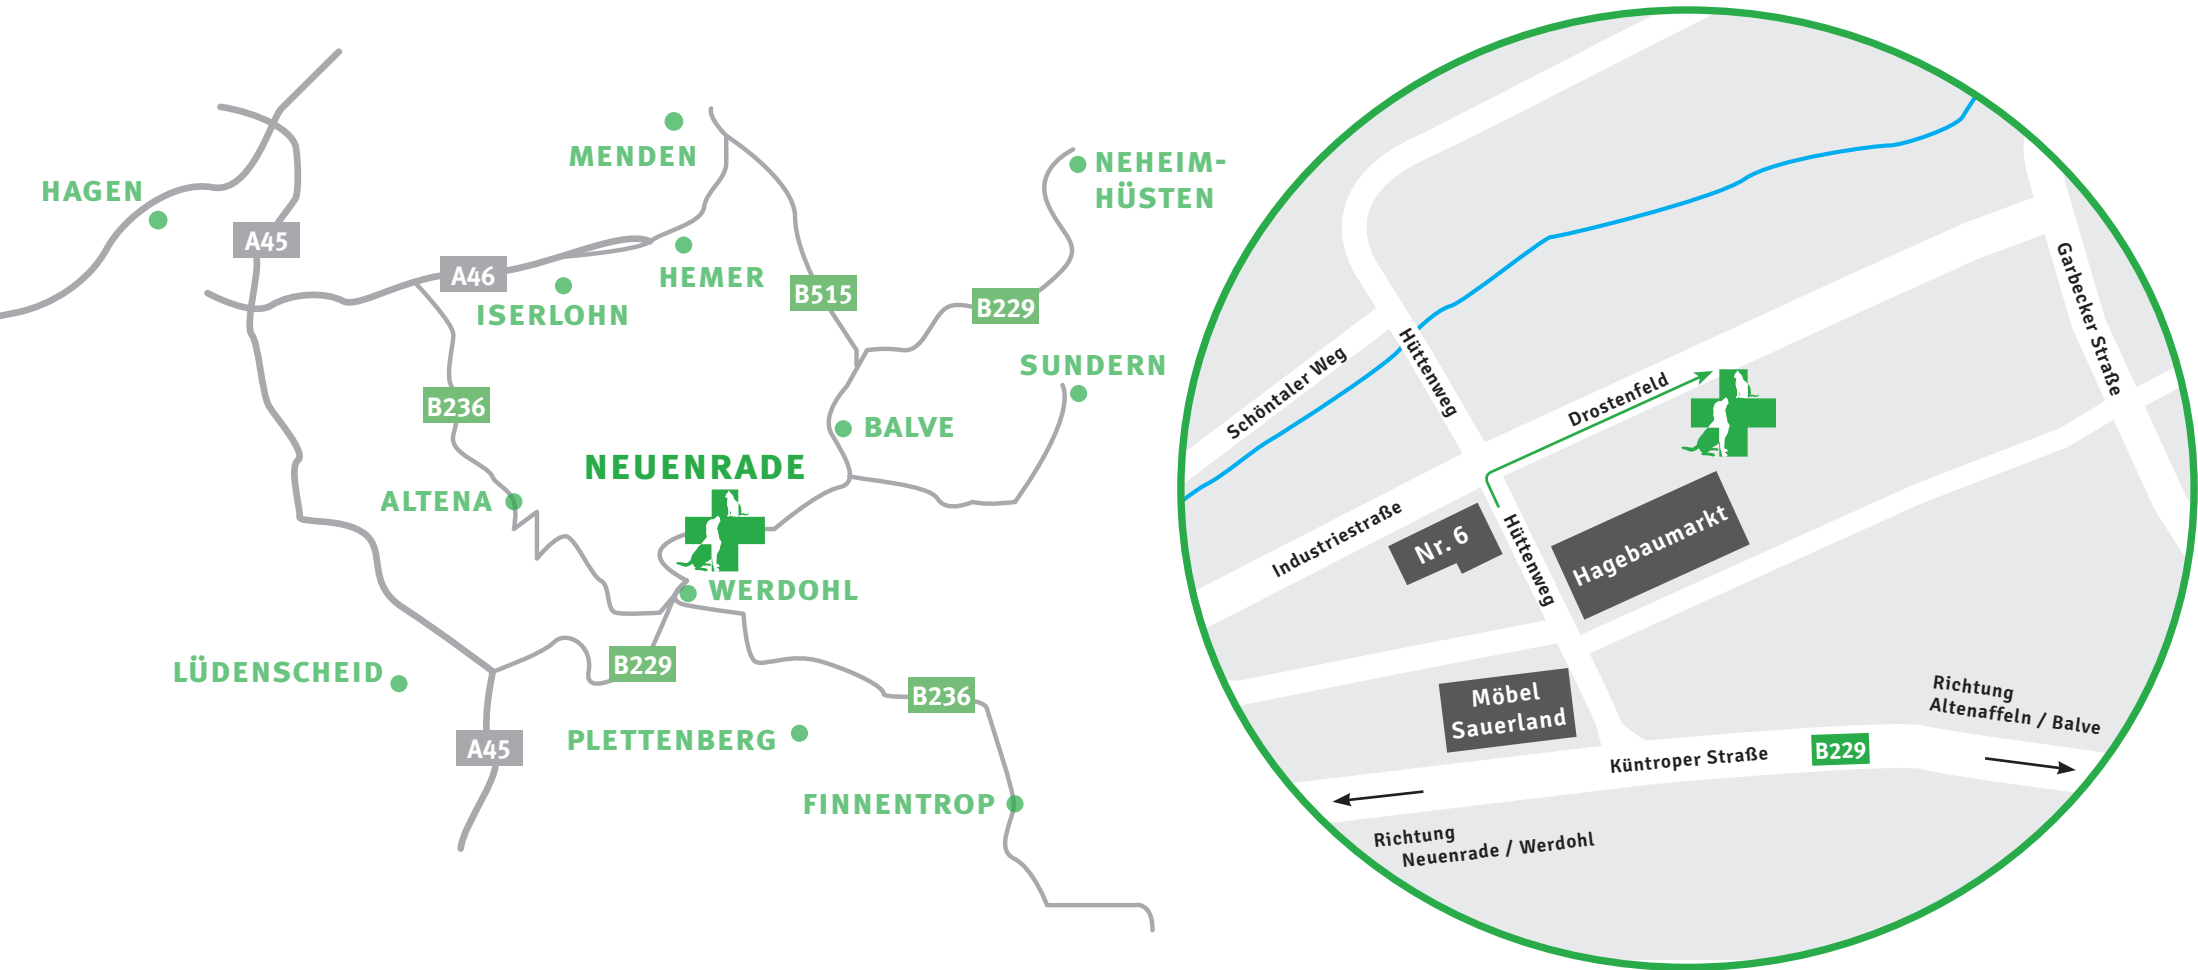 MENDEN
NEHEIM-
HÜSTEN
HAGEN
A45
A46
HEMER
ISERLOHN
B515
B229
SUNDERN
B236
BALVE
NEUENRADE
ALTENA
WERDOHL
LÜDENSCHEID
B229
B236
A45
PLETTENBERG
FINNENTROP
Garbecker Straße
Hüttenweg
Schöntaler Weg
Drostenfeld
Industriestraße
Nr. 6
Hüttenweg
Hagebaumarkt
Möbel
Sauerland
Richtung
Altenaffeln / Balve
Küntroper Straße
B229
Richtung
Neuenrade / Werdohl